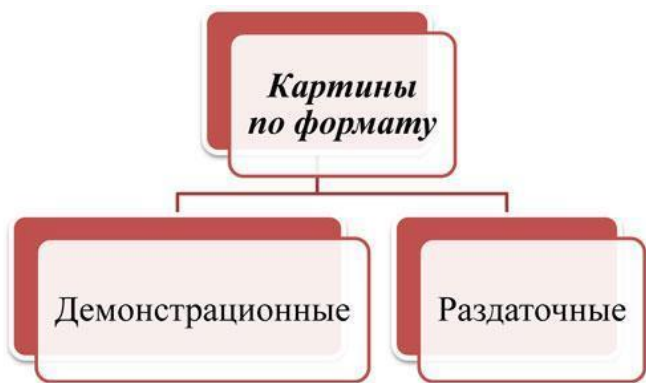 Картины
по формату
Демонстрационные
Раздаточные